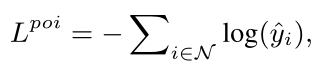 $L^{poi} = -\sum_{i \in \mathcal{N}} \log(\hat{y}_i),$